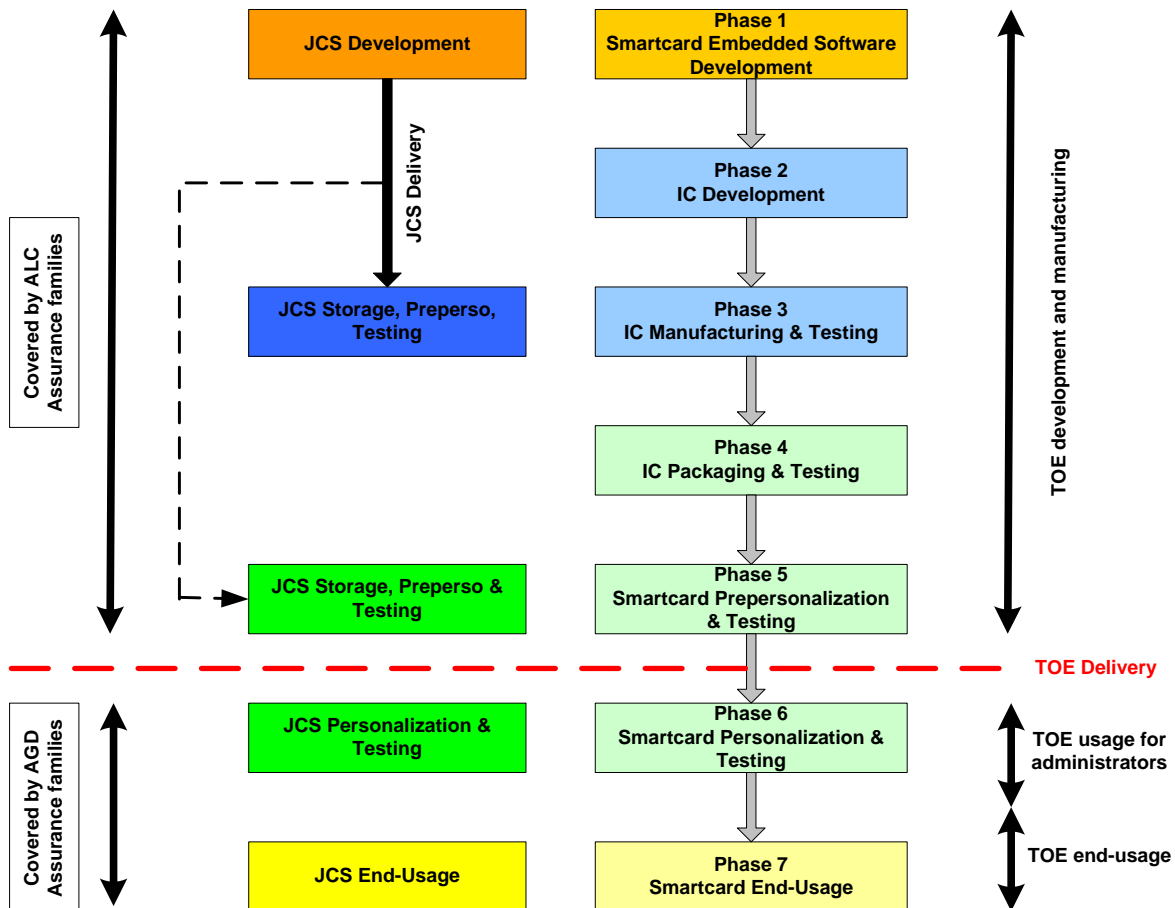 JCS Development
Phase 1
Smartcard Embedded Software
Development
JCS Delivery
Phase 2
IC Development
Covered by ALC
Assurance families
JCS Storage, Preperso,
Testing
Phase 3
IC Manufacturing & Testing
TOE development and manufacturing
Phase 4
IC Packaging & Testing
JCS Storage, Preperso &
Testing
Phase 5
Smartcard Prepersonalization
& Testing
TOE Delivery
Covered by AGD
Assurance families
JCS Personalization &
Testing
Phase 6
Smartcard Personalization &
Testing
TOE usage for
administrators
JCS End-Usage
Phase 7
Smartcard End-Usage
TOE end-usage